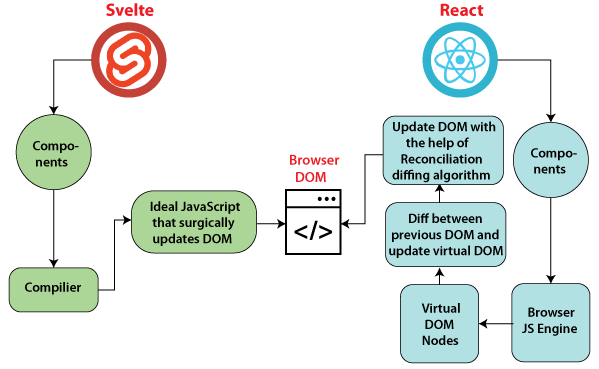 Svelte
React
Compo-
nents
Compilier
Ideal JavaScript
that surgically
updates DOM
Browser
DOM
</>
Update DOM with
the help of
Reconciliation
diffing algorithm
Diff between
previous DOM and
update virtual DOM
Virtual
DOM
Nodes
Compo-
nents
Browser
JS Engine